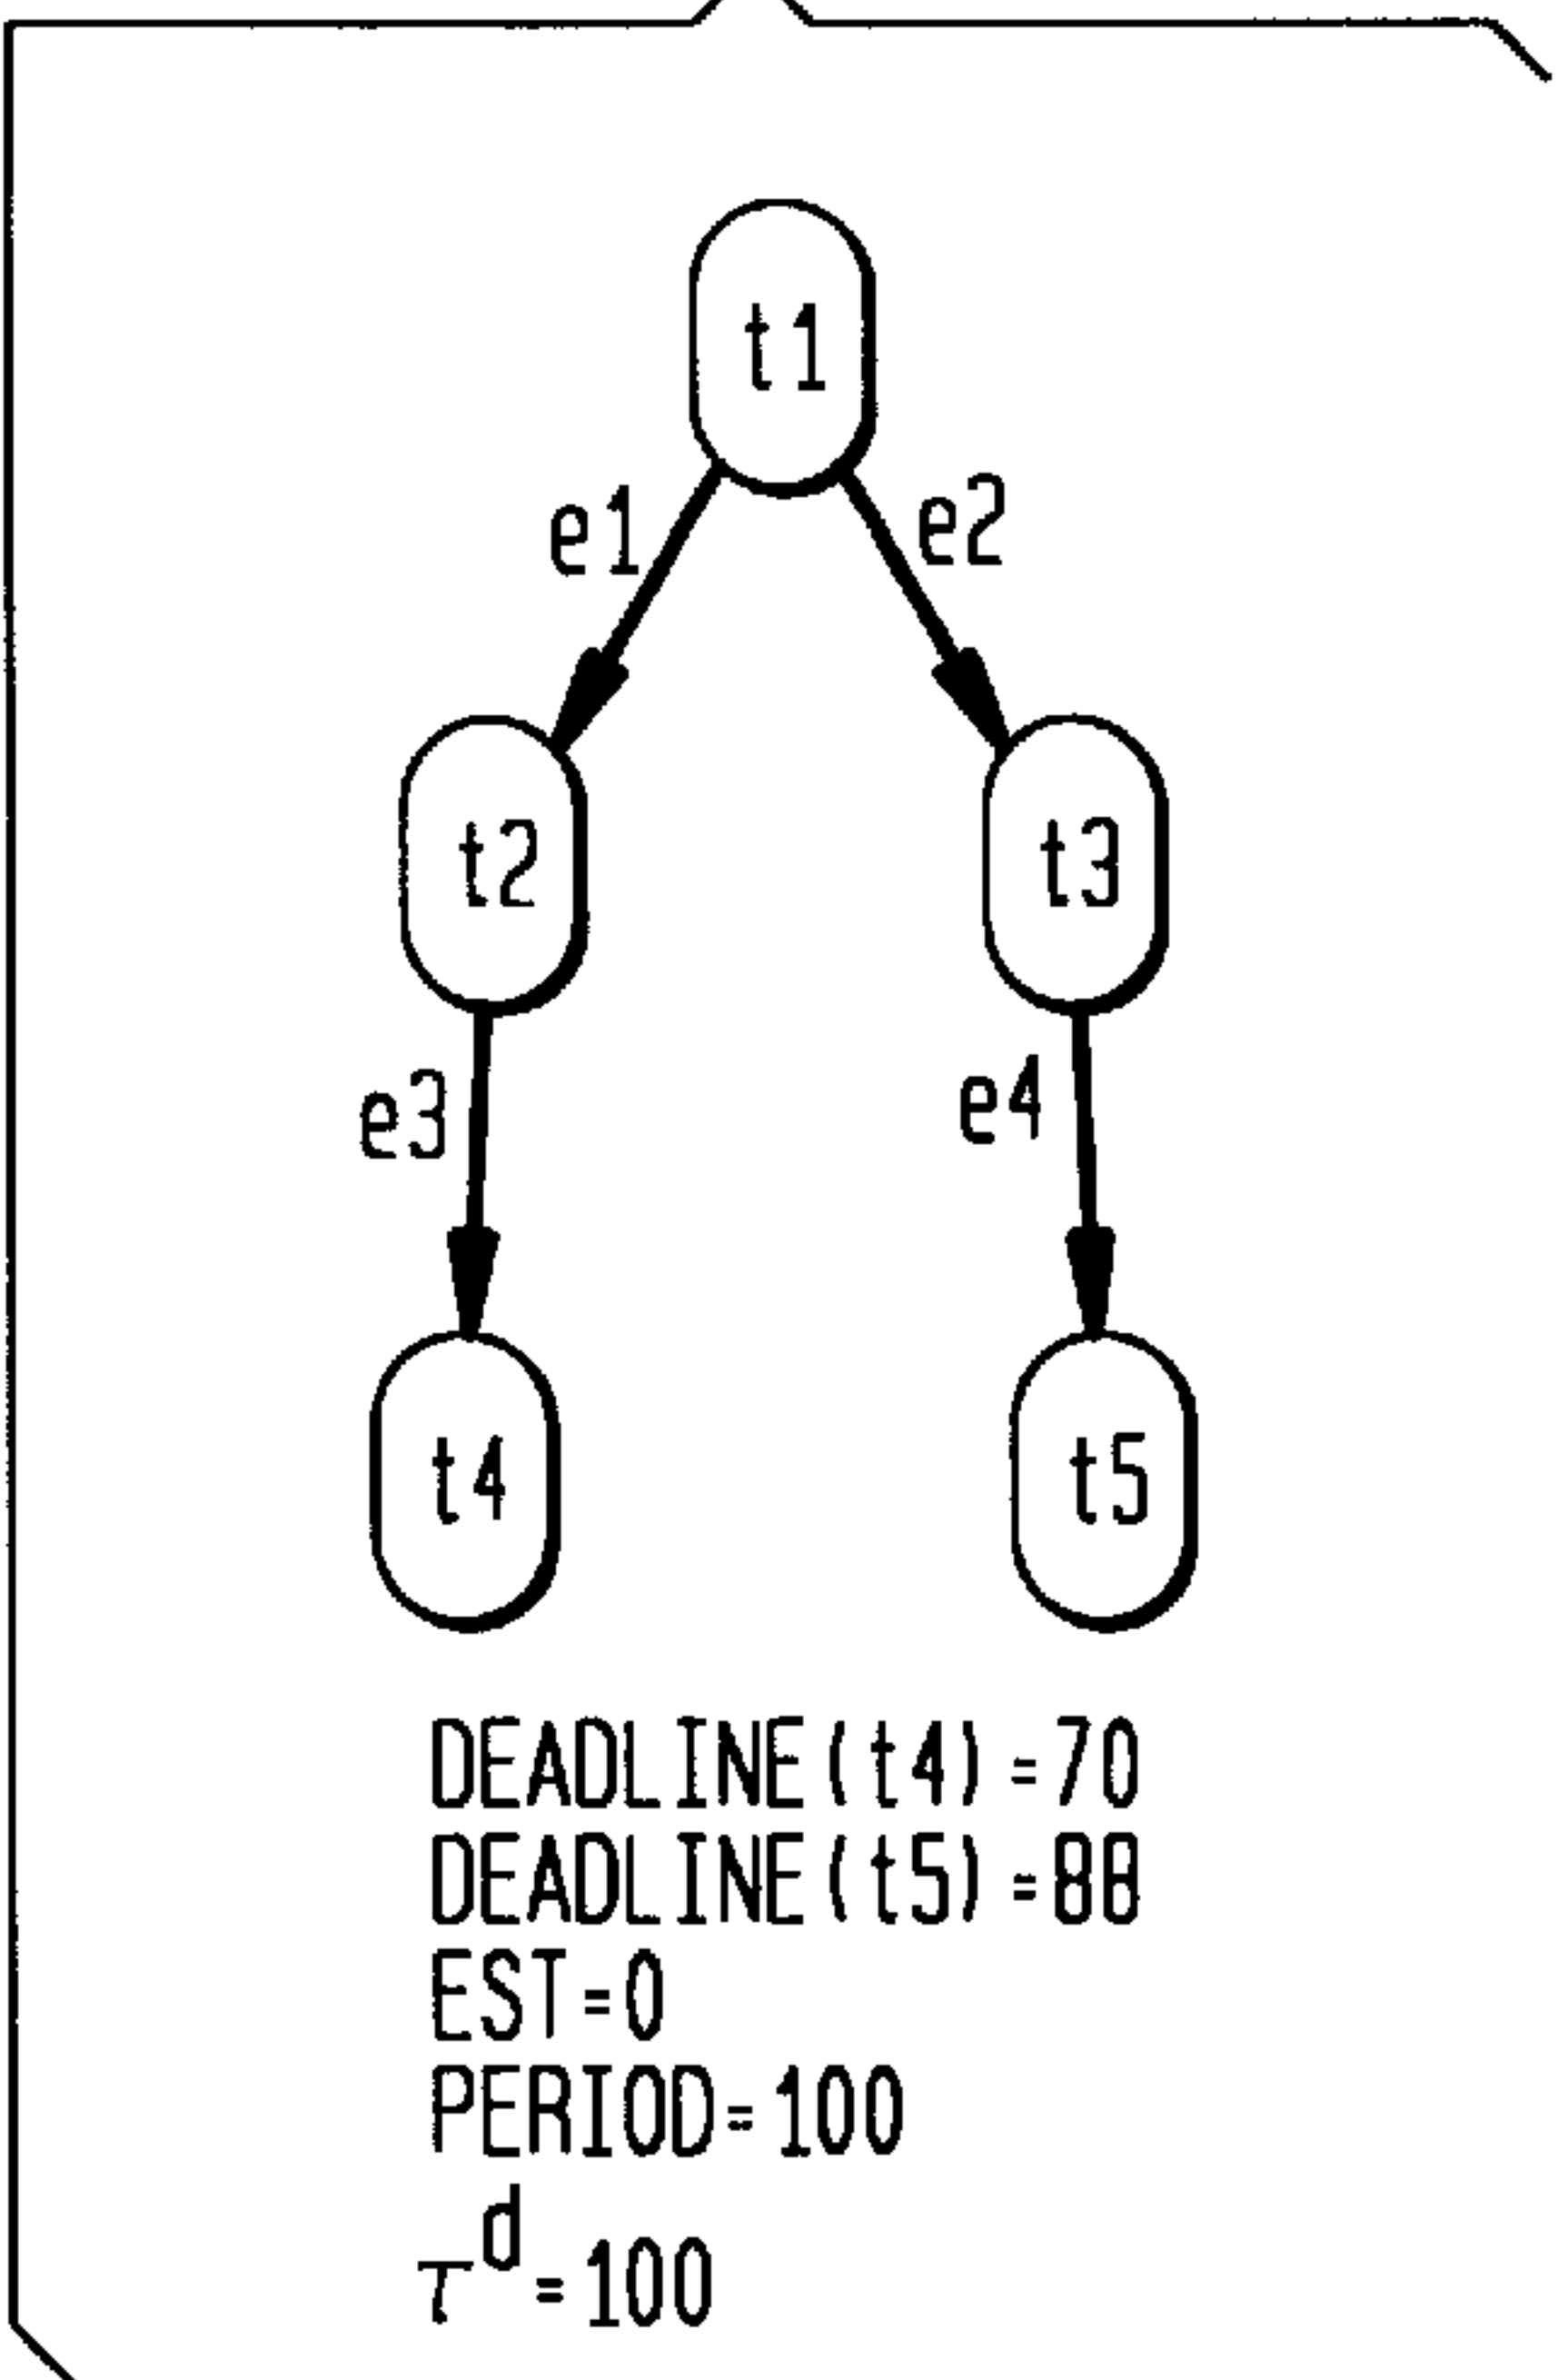 t1
e1
e2
t2
t3
e3
e4
t4
t5
DEADLINE(t4)=70
DEADLINE(t5)=88
EST=0
PERIOD=100
τ^d=100